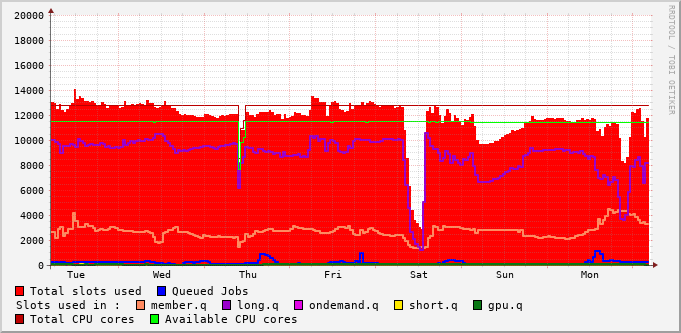 20000
18000
16000
14000
12000
10000
8000
6000
4000
2000
0
Tue Wed Thu Fri Sat Sun Mon
RRDTOOL / TOBI OETIKER
Total slots used Queued Jobs
Slots used in : member.q long.q ondemand.q short.q gpu.q
Total CPU cores Available CPU cores